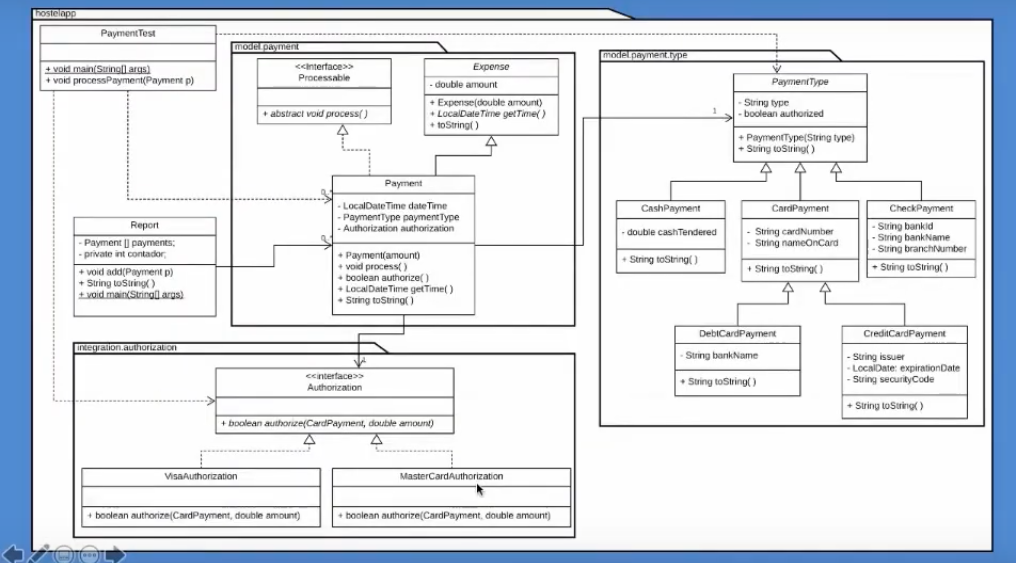 hostelapp
PaymentTest
+ void main(String[] args)
+ void processPayment(Payment p)
model.payment
<<interface>>
Processable
+ abstract void process( )
Expense
- double amount
+ Expense(double amount)
+ LocalDateTime getTime( )
+ toString( )
Payment
- LocalDateTime dateTime
- PaymentType paymentType
- Authorization authorization
+ Payment(amount)
+ void process( )
+ boolean authorize( )
+ LocalDateTime getTime( )
+ String toString( )
Report
- Payment [] payments;
- private int contador;
+ void add(Payment p)
+ String toString( )
+ void main(String[] args)
integration.authorization
<<interface>>
Authorization
+ boolean authorize(CardPayment, double amount)
VisaAuthorization
+ boolean authorize(CardPayment, double amount)
MasterCardAuthorization
+ boolean authorize(CardPayment, double amount)
model.payment.type
1
PaymentType
- String type
- boolean authorized
+ PaymentType(String type)
+ String toString( )
CashPayment
- double cashTendered
+ String toString( )
CardPayment
- String cardNumber
- String nameOnCard
+ String toString( )
CheckPayment
- String bankId
- String bankName
- String branchNumber
+ String toString( )
DebtCardPayment
- String bankName
+ String toString( )
CreditCardPayment
- String issuer
- LocalDate: expirationDate
- String securityCode
+ String toString( )